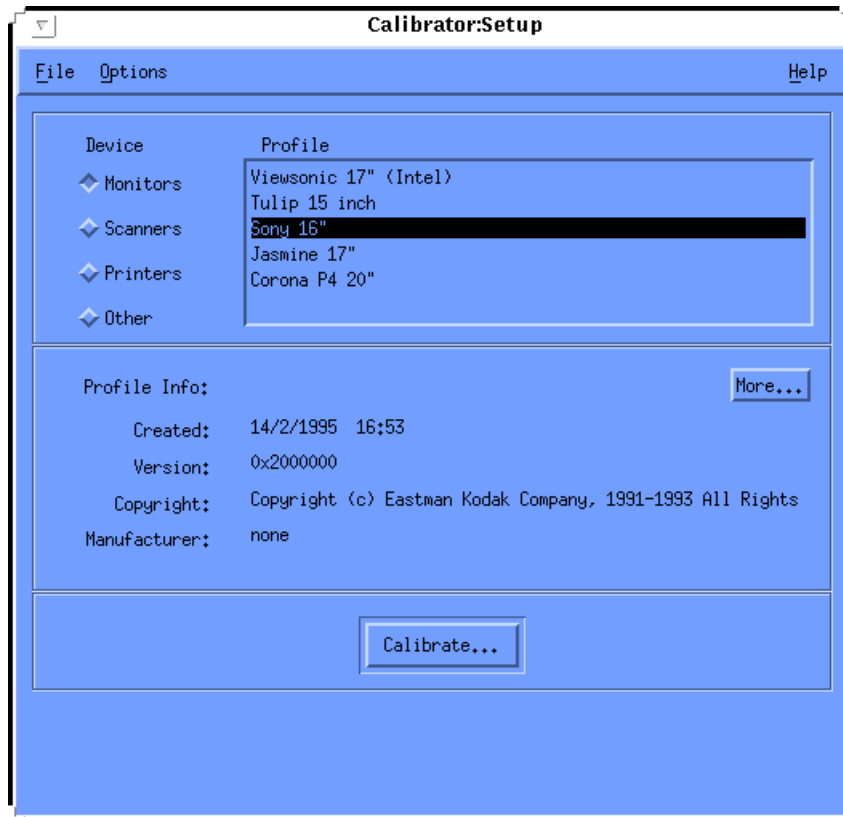 Calibrator:Setup
File Options Help
Device Profile
Monitors
Scanners
Printers
Other
Viewsonic 17" (Intel)
Tulip 15 inch
Sony 16"
Jasmine 17"
Corona P4 20"
Profile Info: More...
Created: 14/2/1995 16:53
Version: 0x2000000
Copyright: Copyright (c) Eastman Kodak Company, 1991-1993 All Rights
Manufacturer: none
Calibrate...